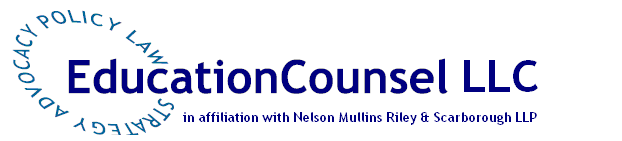 POLICY LAW STRATEGY ADVOCACY
EducationCounsel LLC
in affiliation with Nelson Mullins Riley & Scarborough LLP